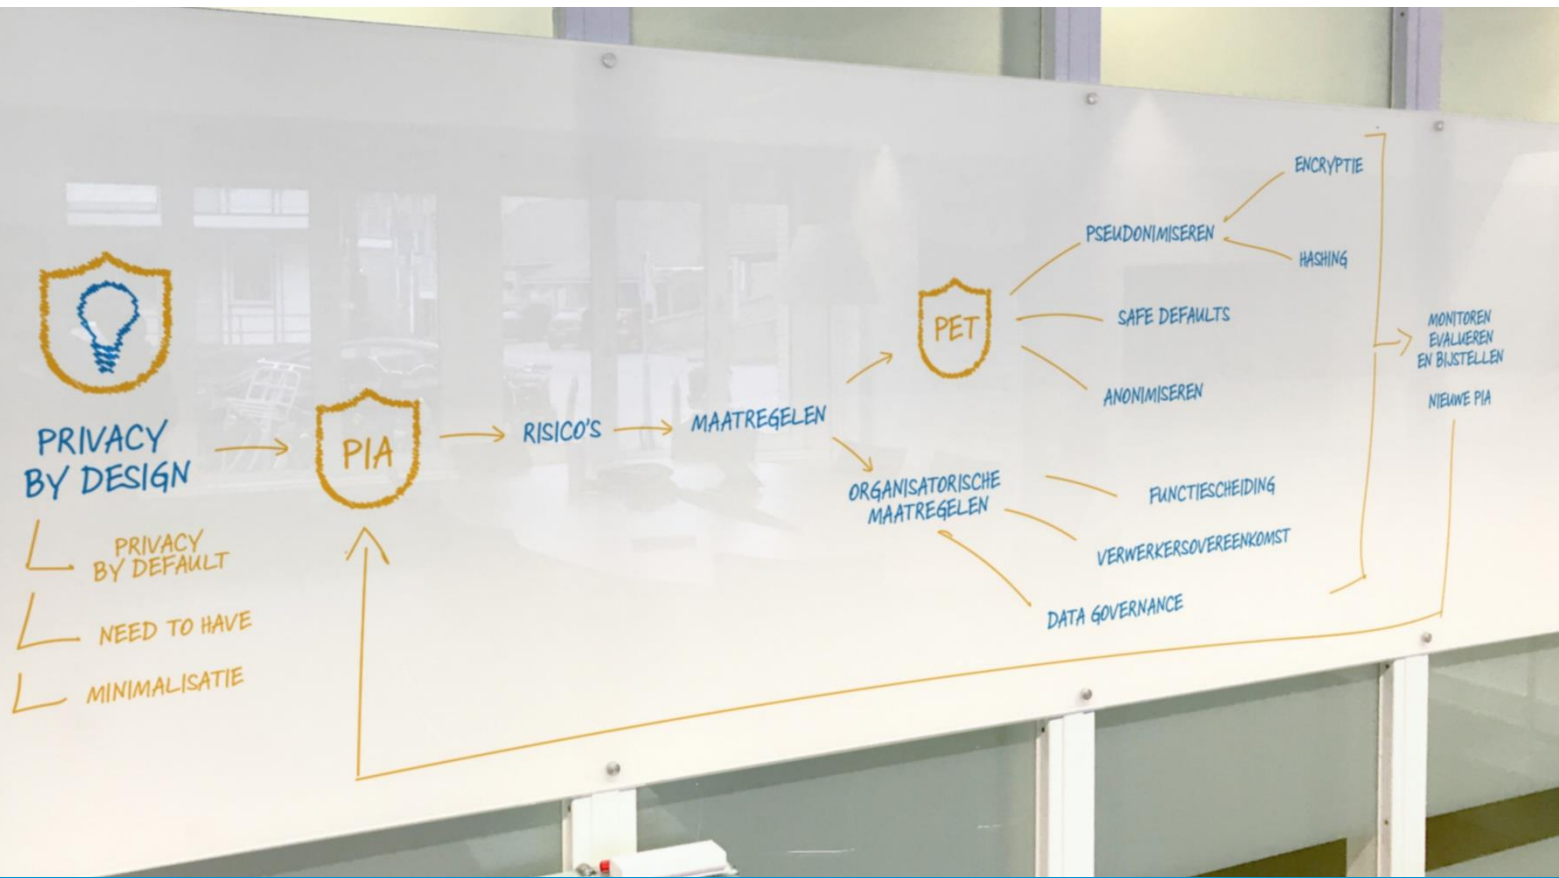 PRIVACY
BY DESIGN
PRIVACY
BY DEFAULT
NEED TO HAVE
MINIMALISATIE
PIA
RISICO'S
MAATREGELEN
PET
PSEUDONIMISEREN
ENCRYPTIE
HASHING
SAFE DEFAULTS
ANONIMISEREN
ORGANISATORISCHE
MAATREGELEN
FUNCTIESCHEIDING
VERWERKERSOVEREENKOMST
DATA GOVERNANCE
MONITOREN
EVALUEREN
EN BIJSTELLEN
NIEUWE PIA